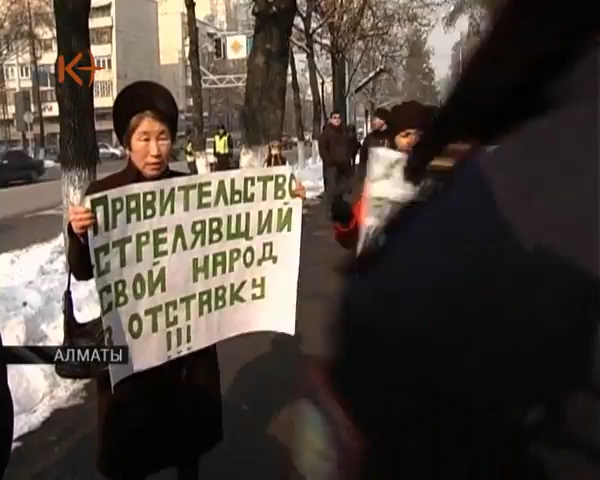 K+
ПРАВИТЕЛЬСТВО
СТРЕЛЯВЩИЙ
СВОЙ НАРОД
В ОТСТАВКУ
!!!
АЛМАТЫ